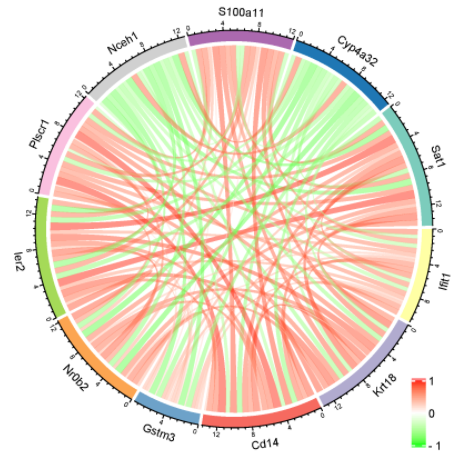 S100a11
Cyp4a32
Sat1
Ifit1
Krt18
Cd14
Gstm3
Nr0b2
Ier2
Plscr1
Nceh1
1
0
- 1